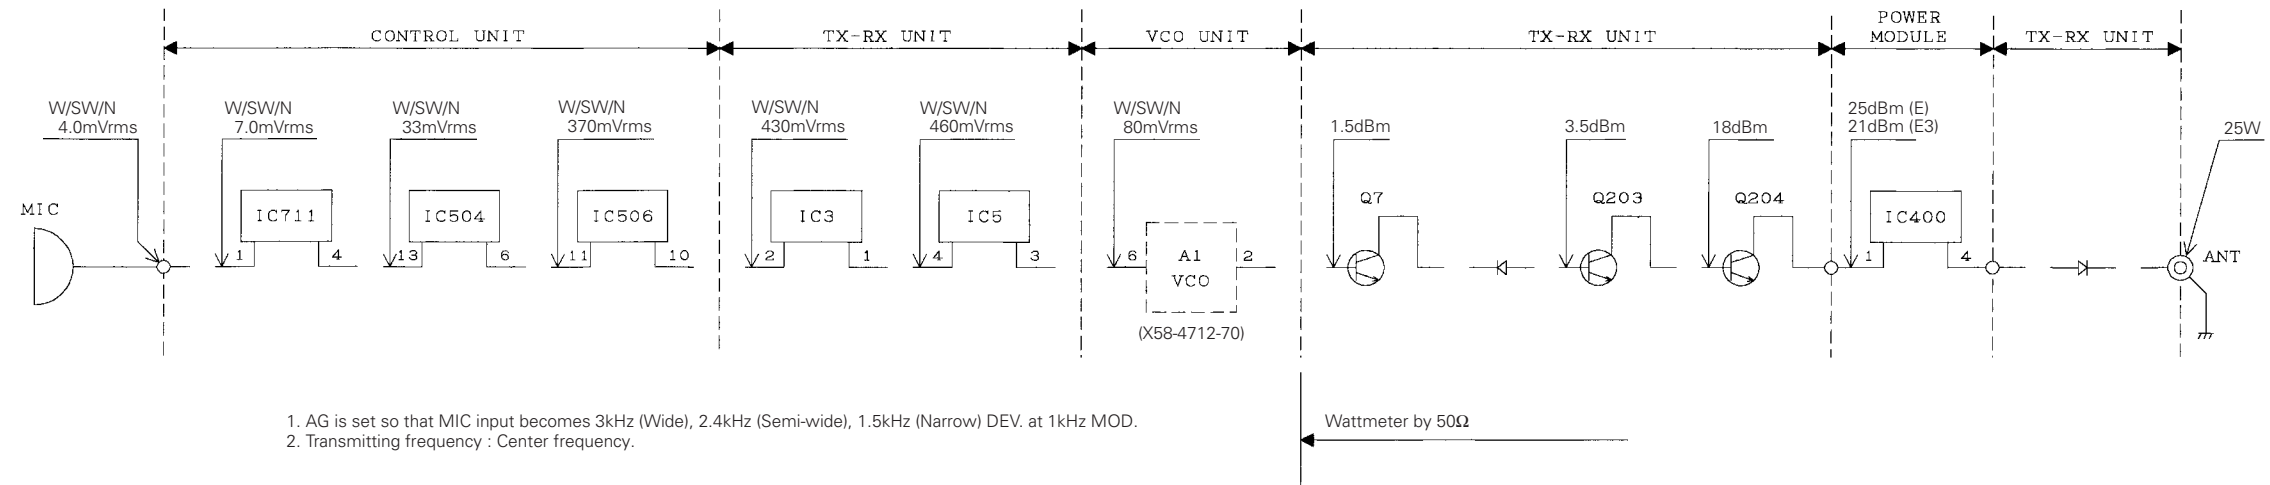 CONTROL UNIT
TX-RX UNIT
VCO UNIT
TX-RX UNIT
POWER
MODULE
TX-RX UNIT
W/SW/N
4.0mVrms
W/SW/N
7.0mVrms
W/SW/N
33mVrms
W/SW/N
370mVrms
W/SW/N
430mVrms
W/SW/N
460mVrms
W/SW/N
80mVrms
1.5dBm
3.5dBm
18dBm
25dBm (E)
21dBm (E3)
25W
MIC
IC711
1
4
IC504
13
6
IC506
11
10
IC3
2
1
IC5
4
3
A1
VCO
6
2
(X58-4712-70)
Q7
Q203
Q204
IC400
1
4
ANT
1. AG is set so that MIC input becomes 3kHz (Wide), 2.4kHz (Semi-wide), 1.5kHz (Narrow) DEV. at 1kHz MOD.
2. Transmitting frequency : Center frequency.
Wattmeter by 50Ω